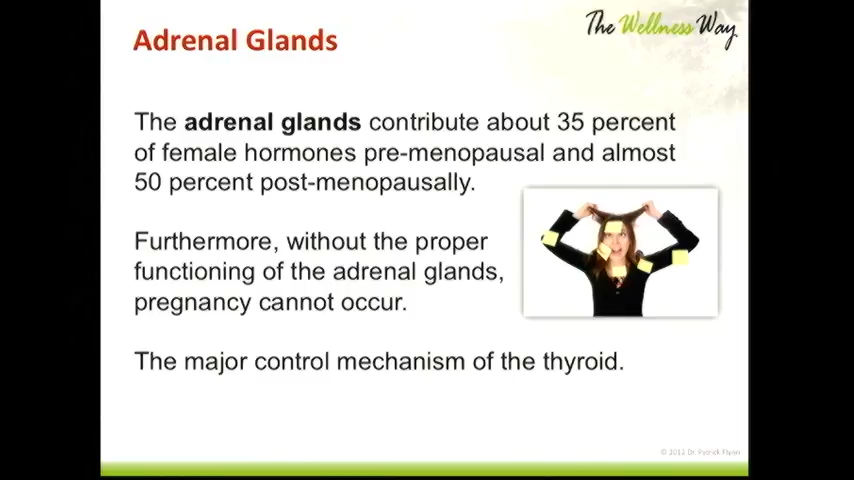 Adrenal Glands
The Wellness Way
The adrenal glands contribute about 35 percent
of female hormones pre-menopausal and almost
50 percent post-menopausally.
Furthermore, without the proper
functioning of the adrenal glands,
pregnancy cannot occur.
The major control mechanism of the thyroid.
© 2012 Dr. Patrick Flynn